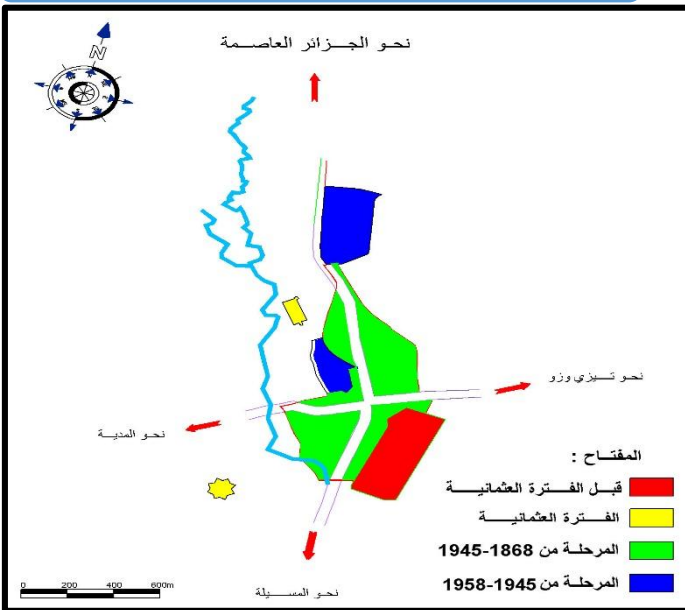 نحو الجزائر العاصمة
N
نحو تيزي وزو
نحو المدية
المفتاح :
قبل الفترة العثمانية
الفترة العثمانية
المرحلة من 1868-1945
المرحلة من 1945-1958
0 200 400 600m
نحو المسيلة